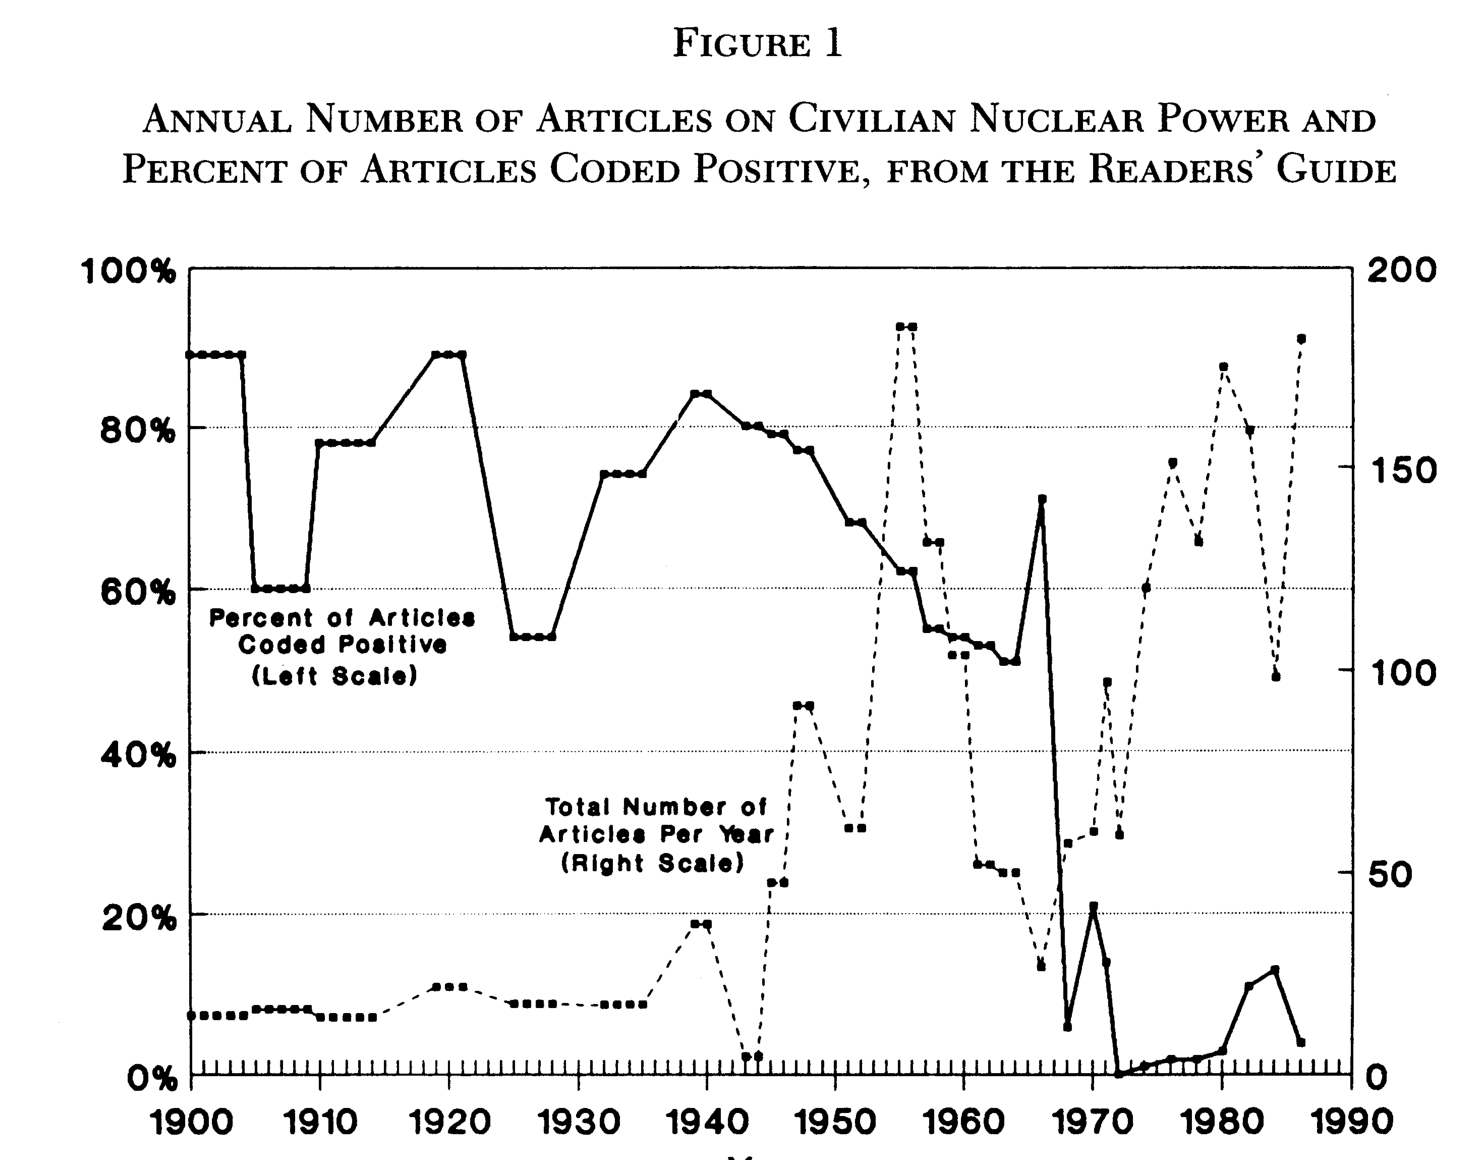 FIGURE 1
ANNUAL NUMBER OF ARTICLES ON CIVILIAN NUCLEAR POWER AND
PERCENT OF ARTICLES CODED POSITIVE, FROM THE READERS' GUIDE
100%
80%
60%
40%
20%
0%
200
150
100
50
0
Percent of Articles
Coded Positive
(Left Scale)
Total Number of
Articles Per Year
(Right Scale)
1900 1910 1920 1930 1940 1950 1960 1970 1980 1990